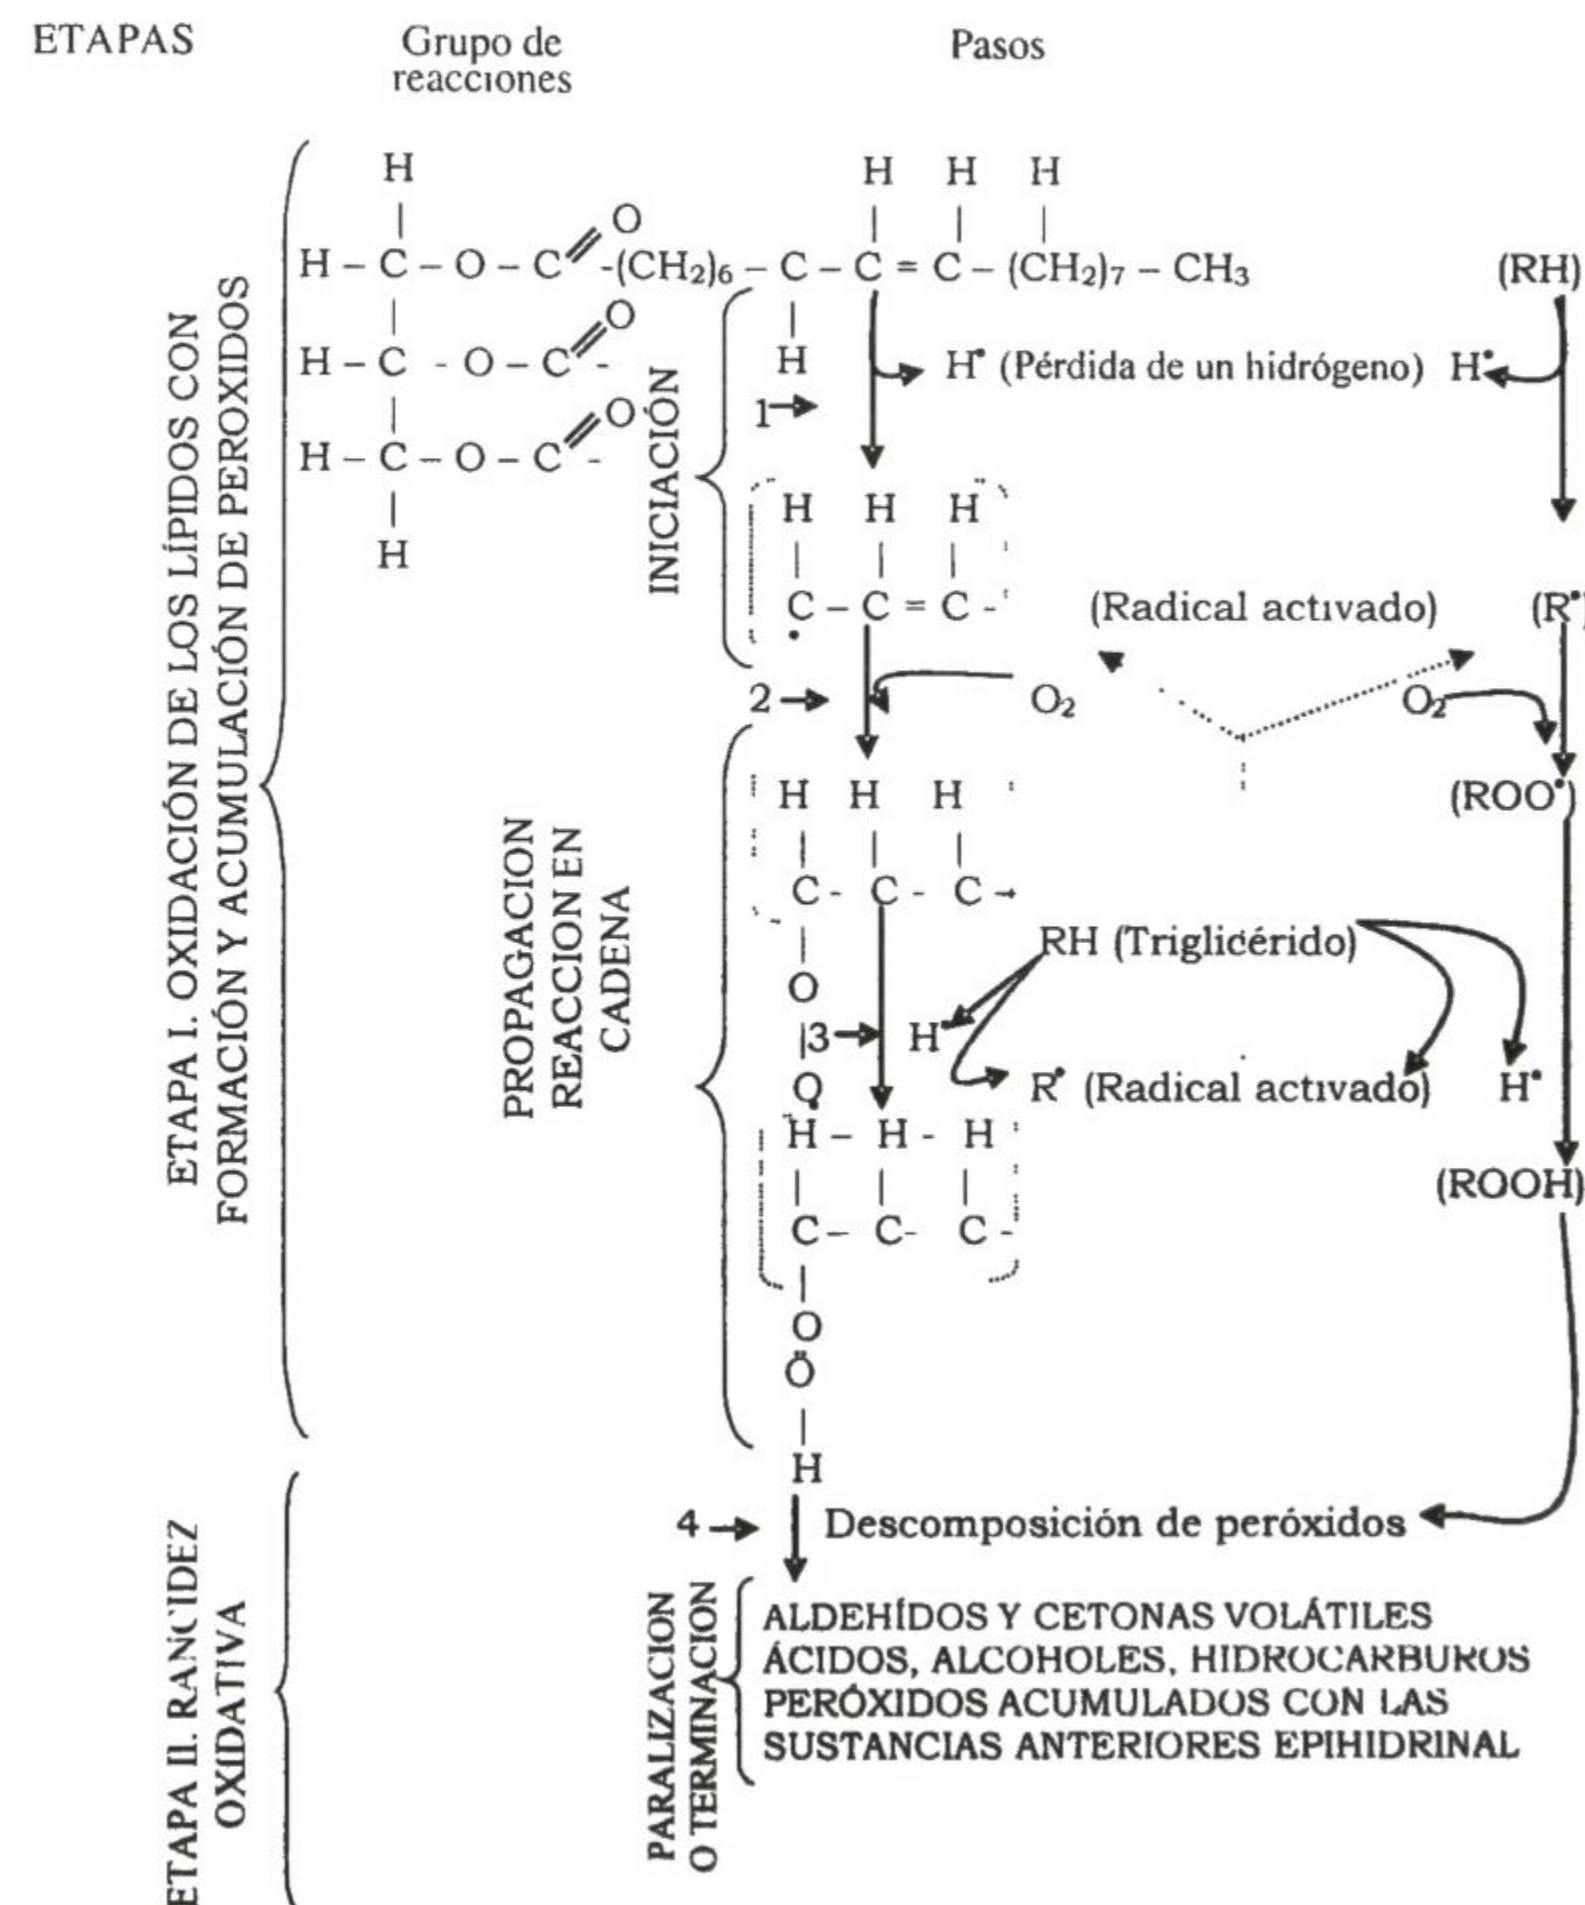 ETAPAS
Grupo de
reacciones
Pasos
ETAPA I. OXIDACIÓN DE LOS LÍPIDOS CON
FORMACIÓN Y ACUMULACIÓN DE PEROXIDOS
H
H H H
O
H – C – O – C -(CH₂)₆ – C – C = C – (CH₂)₇ – CH₃ (RH)
O
H – C - O – C -
H
H• (Pérdida de un hidrógeno) H•
1
O
H – C – O – C -
H
INICIACIÓN
H H H
C – C = C -
•
(Radical activado) (R•)
2
O₂ O₂
PROPAGACION
REACCION EN
CADENA
H H H
(ROO•)
C - C - C -
RH (Triglicérido)
O
3
H•
O•
R• (Radical activado) H•
H – H - H
(ROOH)
C – C- C -
O
Ö
H
ETAPA II. RANCIDEZ
OXIDATIVA
4
Descomposición de peróxidos
PARALIZACION
O TERMINACION
ALDEHÍDOS Y CETONAS VOLÁTILES
ÁCIDOS, ALCOHOLES, HIDROCARBUROS
PERÓXIDOS ACUMULADOS CON LAS
SUSTANCIAS ANTERIORES EPIHIDRINAL